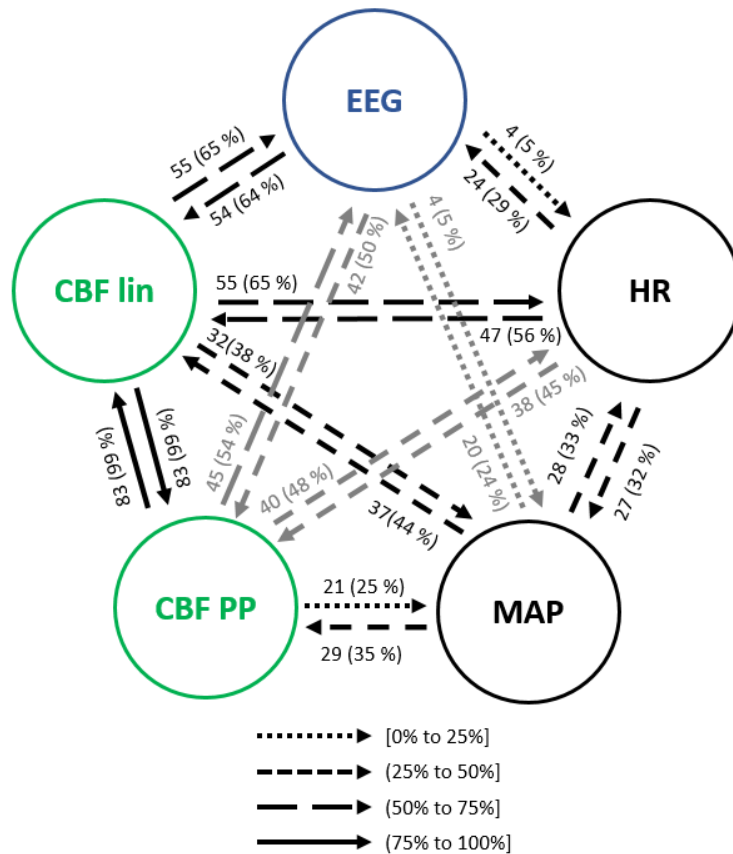 EEG
4 (5 %)
24 (29 %)
55 (65 %)
54 (64 %)
42 (50 %)
4 (5 %)
CBF lin
55 (65 %)
47 (56 %)
HR
32(38 %)
38 (45 %)
83 (99 %)
83 (99 %)
45 (54 %)
40 (48 %)
20 (24 %)
37(44 %)
28 (33 %)
27 (32 %)
CBF PP
21 (25 %)
29 (35 %)
MAP
[0% to 25%]
(25% to 50%]
(50% to 75%]
(75% to 100%]